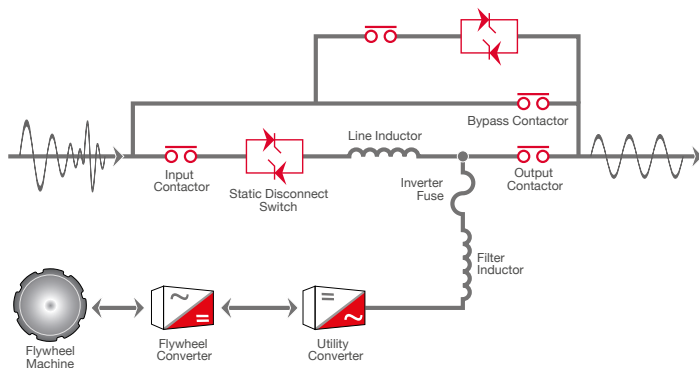 Bypass Contactor
Line Inductor
Input
Contactor
Static Disconnect
Switch
Inverter
Fuse
Output
Contactor
Filter
Inductor
Flywheel
Machine
Flywheel
Converter
Utility
Converter